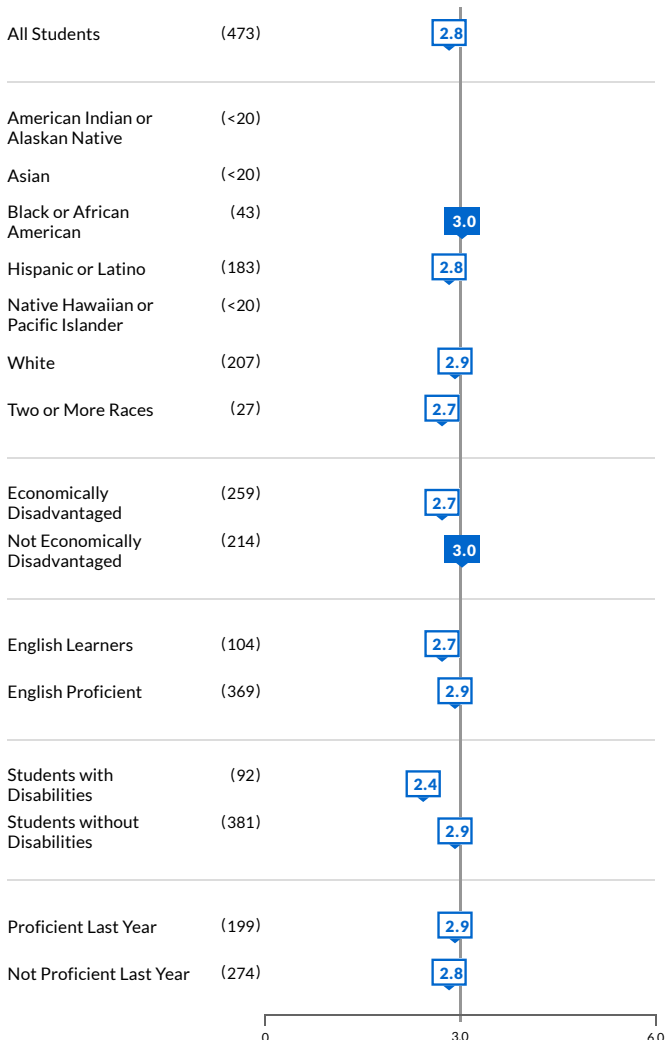 All Students (473) 2.8
American Indian or (<20)
Alaskan Native
Asian (<20)
Black or African (43) 3.0
American
Hispanic or Latino (183) 2.8
Native Hawaiian or (<20)
Pacific Islander
White (207) 2.9
Two or More Races (27) 2.7
Economically (259) 2.7
Disadvantaged
Not Economically (214) 3.0
Disadvantaged
English Learners (104) 2.7
English Proficient (369) 2.9
Students with (92) 2.4
Disabilities
Students without (381) 2.9
Disabilities
Proficient Last Year (199) 2.9
Not Proficient Last Year (274) 2.8
0 3.0 6.0